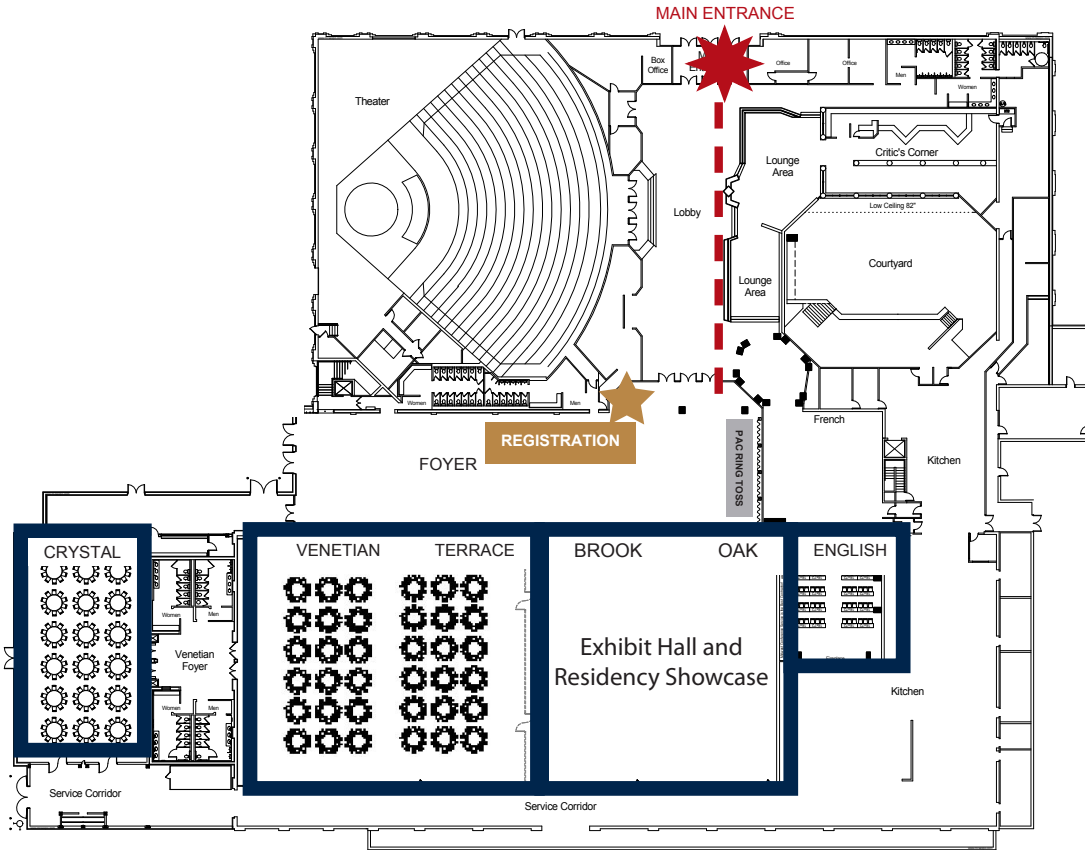 MAIN ENTRANCE
Box
Office
Office
Office
Men
Women
Theater
Critic's Corner
Lounge
Area
Low Ceiling 82"
Lobby
Courtyard
Lounge
Area
Women
Men
REGISTRATION
FOYER
PAC RING TOSS
French
Kitchen
CRYSTAL
VENETIAN
TERRACE
BROOK
OAK
ENGLISH
Women
Men
Venetian
Foyer
Exhibit Hall and
Residency Showcase
Kitchen
Women
Men
Service Corridor
Service Corridor